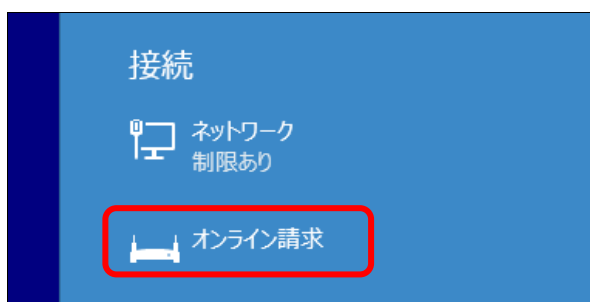 接続
ネットワーク
制限あり
オンライン請求